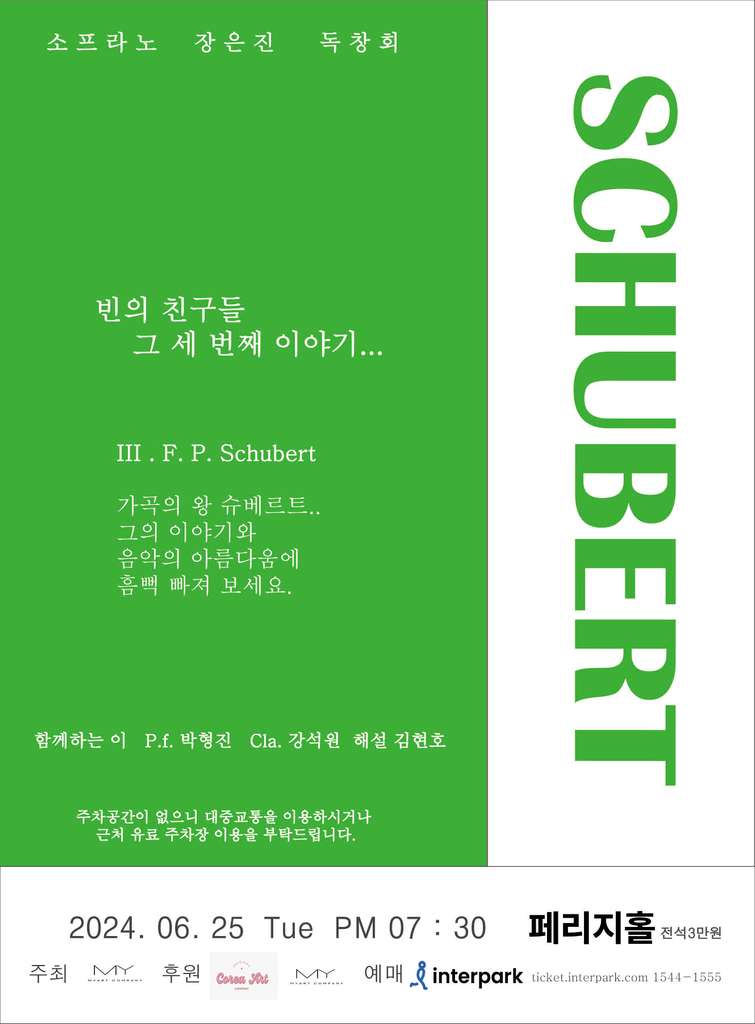 소프라노 장은진 독창회
SCHUBERT
빈의 친구들
그 세 번째 이야기...
III . F. P. Schubert
가곡의 왕 슈베르트..
그의 이야기와
음악의 아름다움에
흠뻑 빠져 보세요.
함께하는 이 P.f. 박형진 Cla. 강석원 해설 김현호
주차공간이 없으니 대중교통을 이용하시거나
근처 유료 주차장 이용을 부탁드립니다.
2024. 06. 25 Tue PM 07 : 30 페리지홀 전석3만원
주최 MY 후원 Corea Art MY 예매 interpark ticket.interpark.com 1544-1555